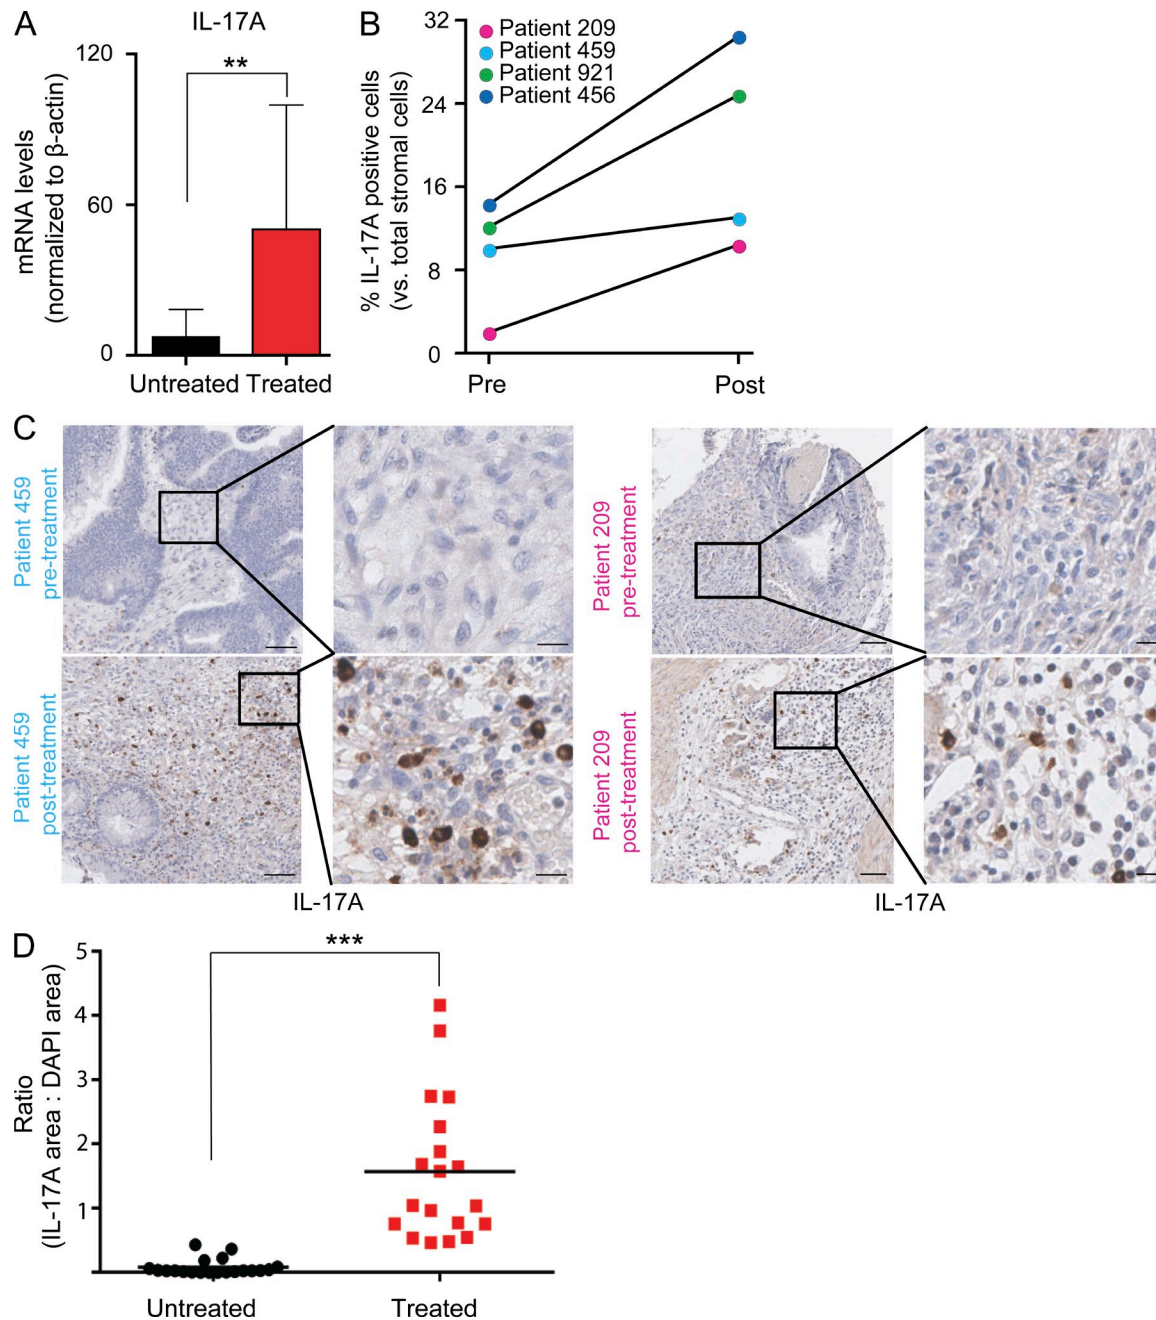 A
IL-17A
**
120
60
0
mRNA levels
(normalized to β-actin)
Untreated
Treated
B
32
24
16
8
0
% IL-17A positive cells
(vs. total stromal cells)
Patient 209
Patient 459
Patient 921
Patient 456
Pre
Post
C
Patient 459
pre-treatment
Patient 459
post-treatment
IL-17A
Patient 209
pre-treatment
Patient 209
post-treatment
IL-17A
D
***
5
4
3
2
1
Ratio
(IL-17A area : DAPI area)
Untreated
Treated